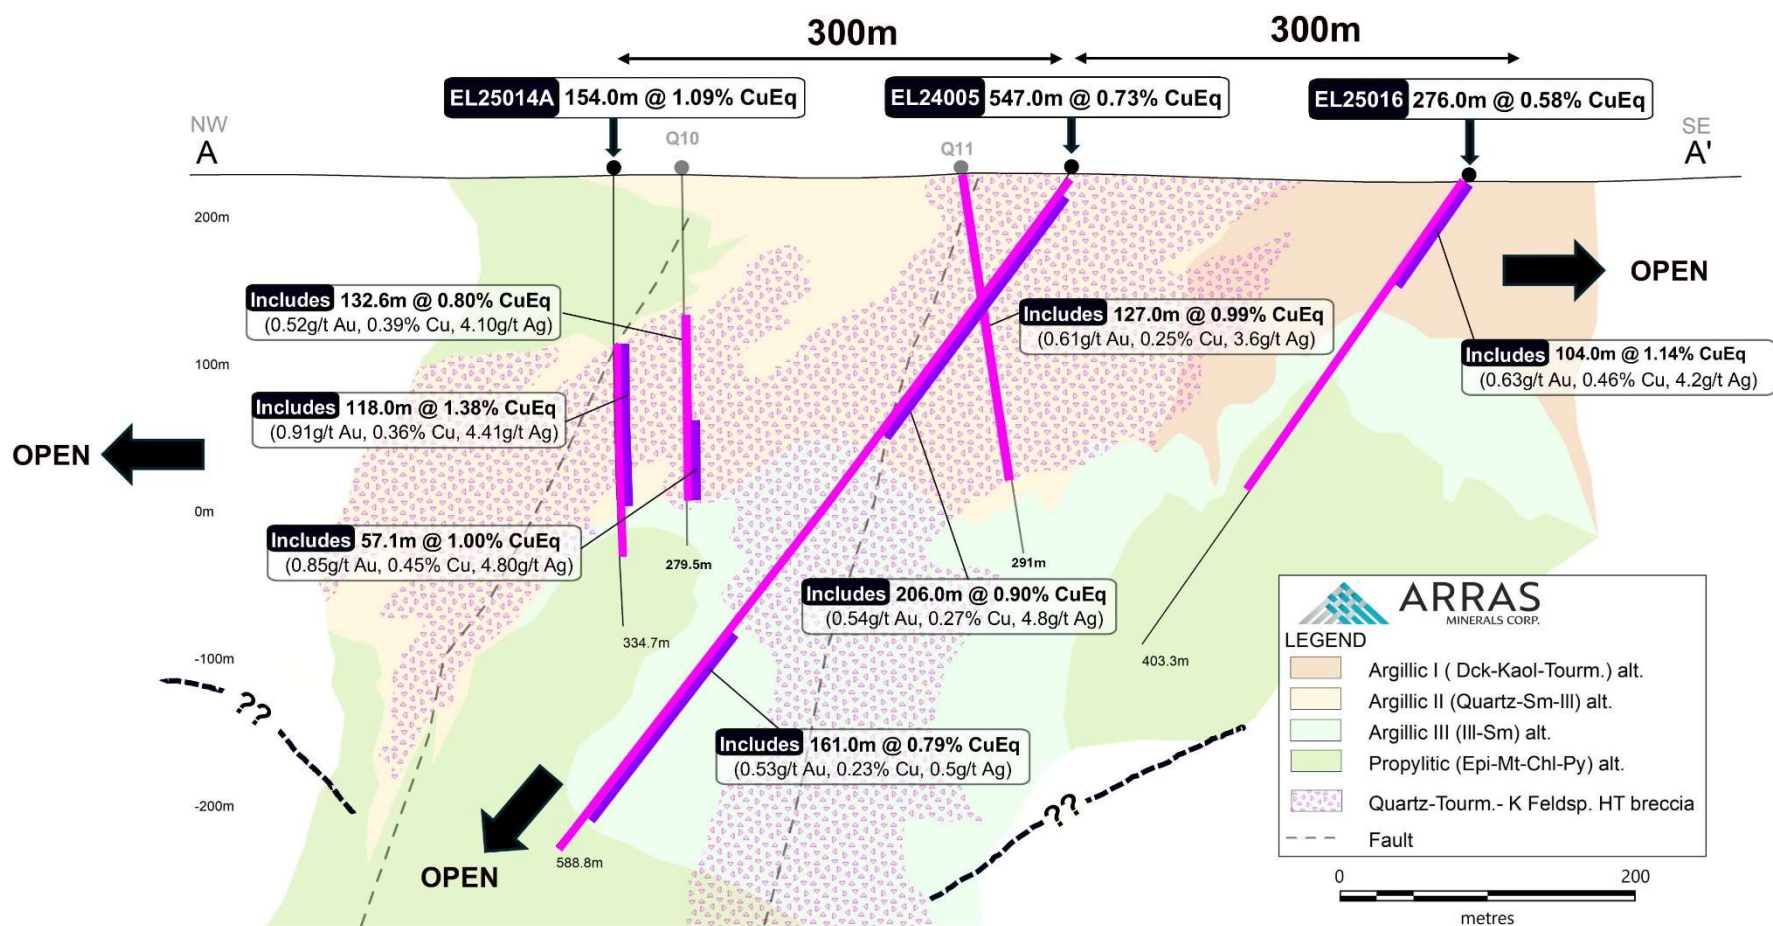 300m
300m
EL25014A 154.0m @ 1.09% CuEq
EL24005 547.0m @ 0.73% CuEq
EL25016 276.0m @ 0.58% CuEq
NW
A
Q10
Q11
SE
A'
200m
100m
0m
-100m
-200m
Includes 132.6m @ 0.80% CuEq
(0.52g/t Au, 0.39% Cu, 4.10g/t Ag)
Includes 127.0m @ 0.99% CuEq
(0.61g/t Au, 0.25% Cu, 3.6g/t Ag)
Includes 104.0m @ 1.14% CuEq
(0.63g/t Au, 0.46% Cu, 4.2g/t Ag)
OPEN
Includes 118.0m @ 1.38% CuEq
(0.91g/t Au, 0.36% Cu, 4.41g/t Ag)
OPEN
Includes 57.1m @ 1.00% CuEq
(0.85g/t Au, 0.45% Cu, 4.80g/t Ag)
279.5m
291m
Includes 206.0m @ 0.90% CuEq
(0.54g/t Au, 0.27% Cu, 4.8g/t Ag)
334.7m
403.3m
??
Includes 161.0m @ 0.79% CuEq
(0.53g/t Au, 0.23% Cu, 0.5g/t Ag)
??
588.8m
OPEN
ARRAS
MINERALS CORP.
LEGEND
Argillic I ( Dck-Kaol-Tourm.) alt.
Argillic II (Quartz-Sm-Ill) alt.
Argillic III (Ill-Sm) alt.
Propylitic (Epi-Mt-Chl-Py) alt.
Quartz-Tourm.- K Feldsp. HT breccia
Fault
0 200
metres